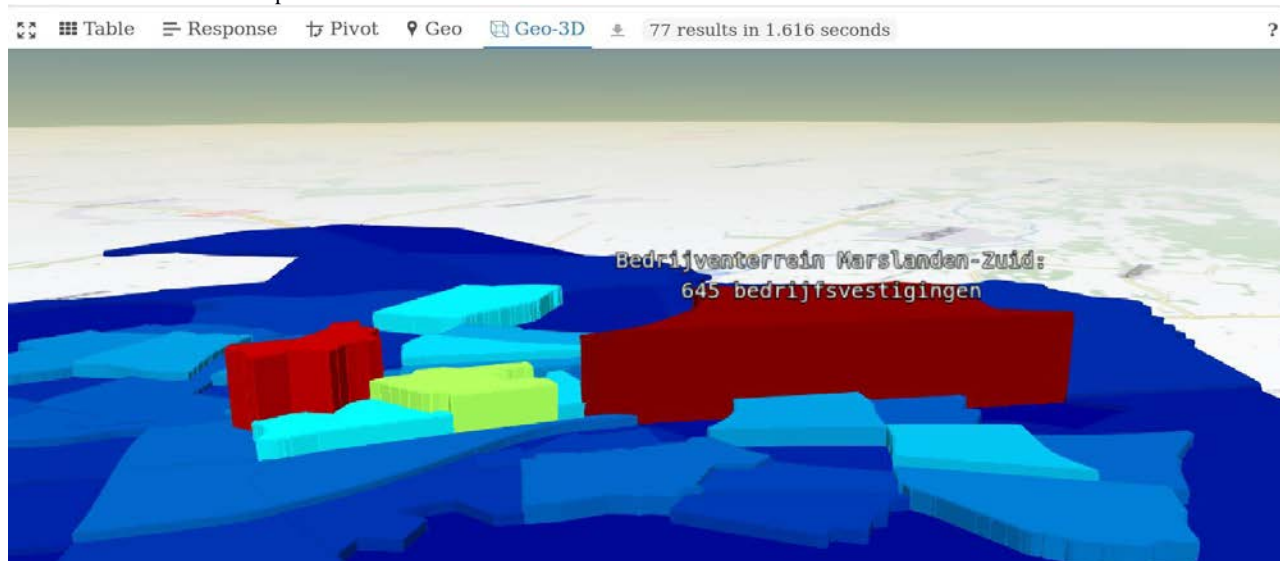 Table Response Pivot Geo Geo-3D 77 results in 1.616 seconds ?
Bedrijventerrein Marslanden-Zuid:
645 bedrijfsvestigingen